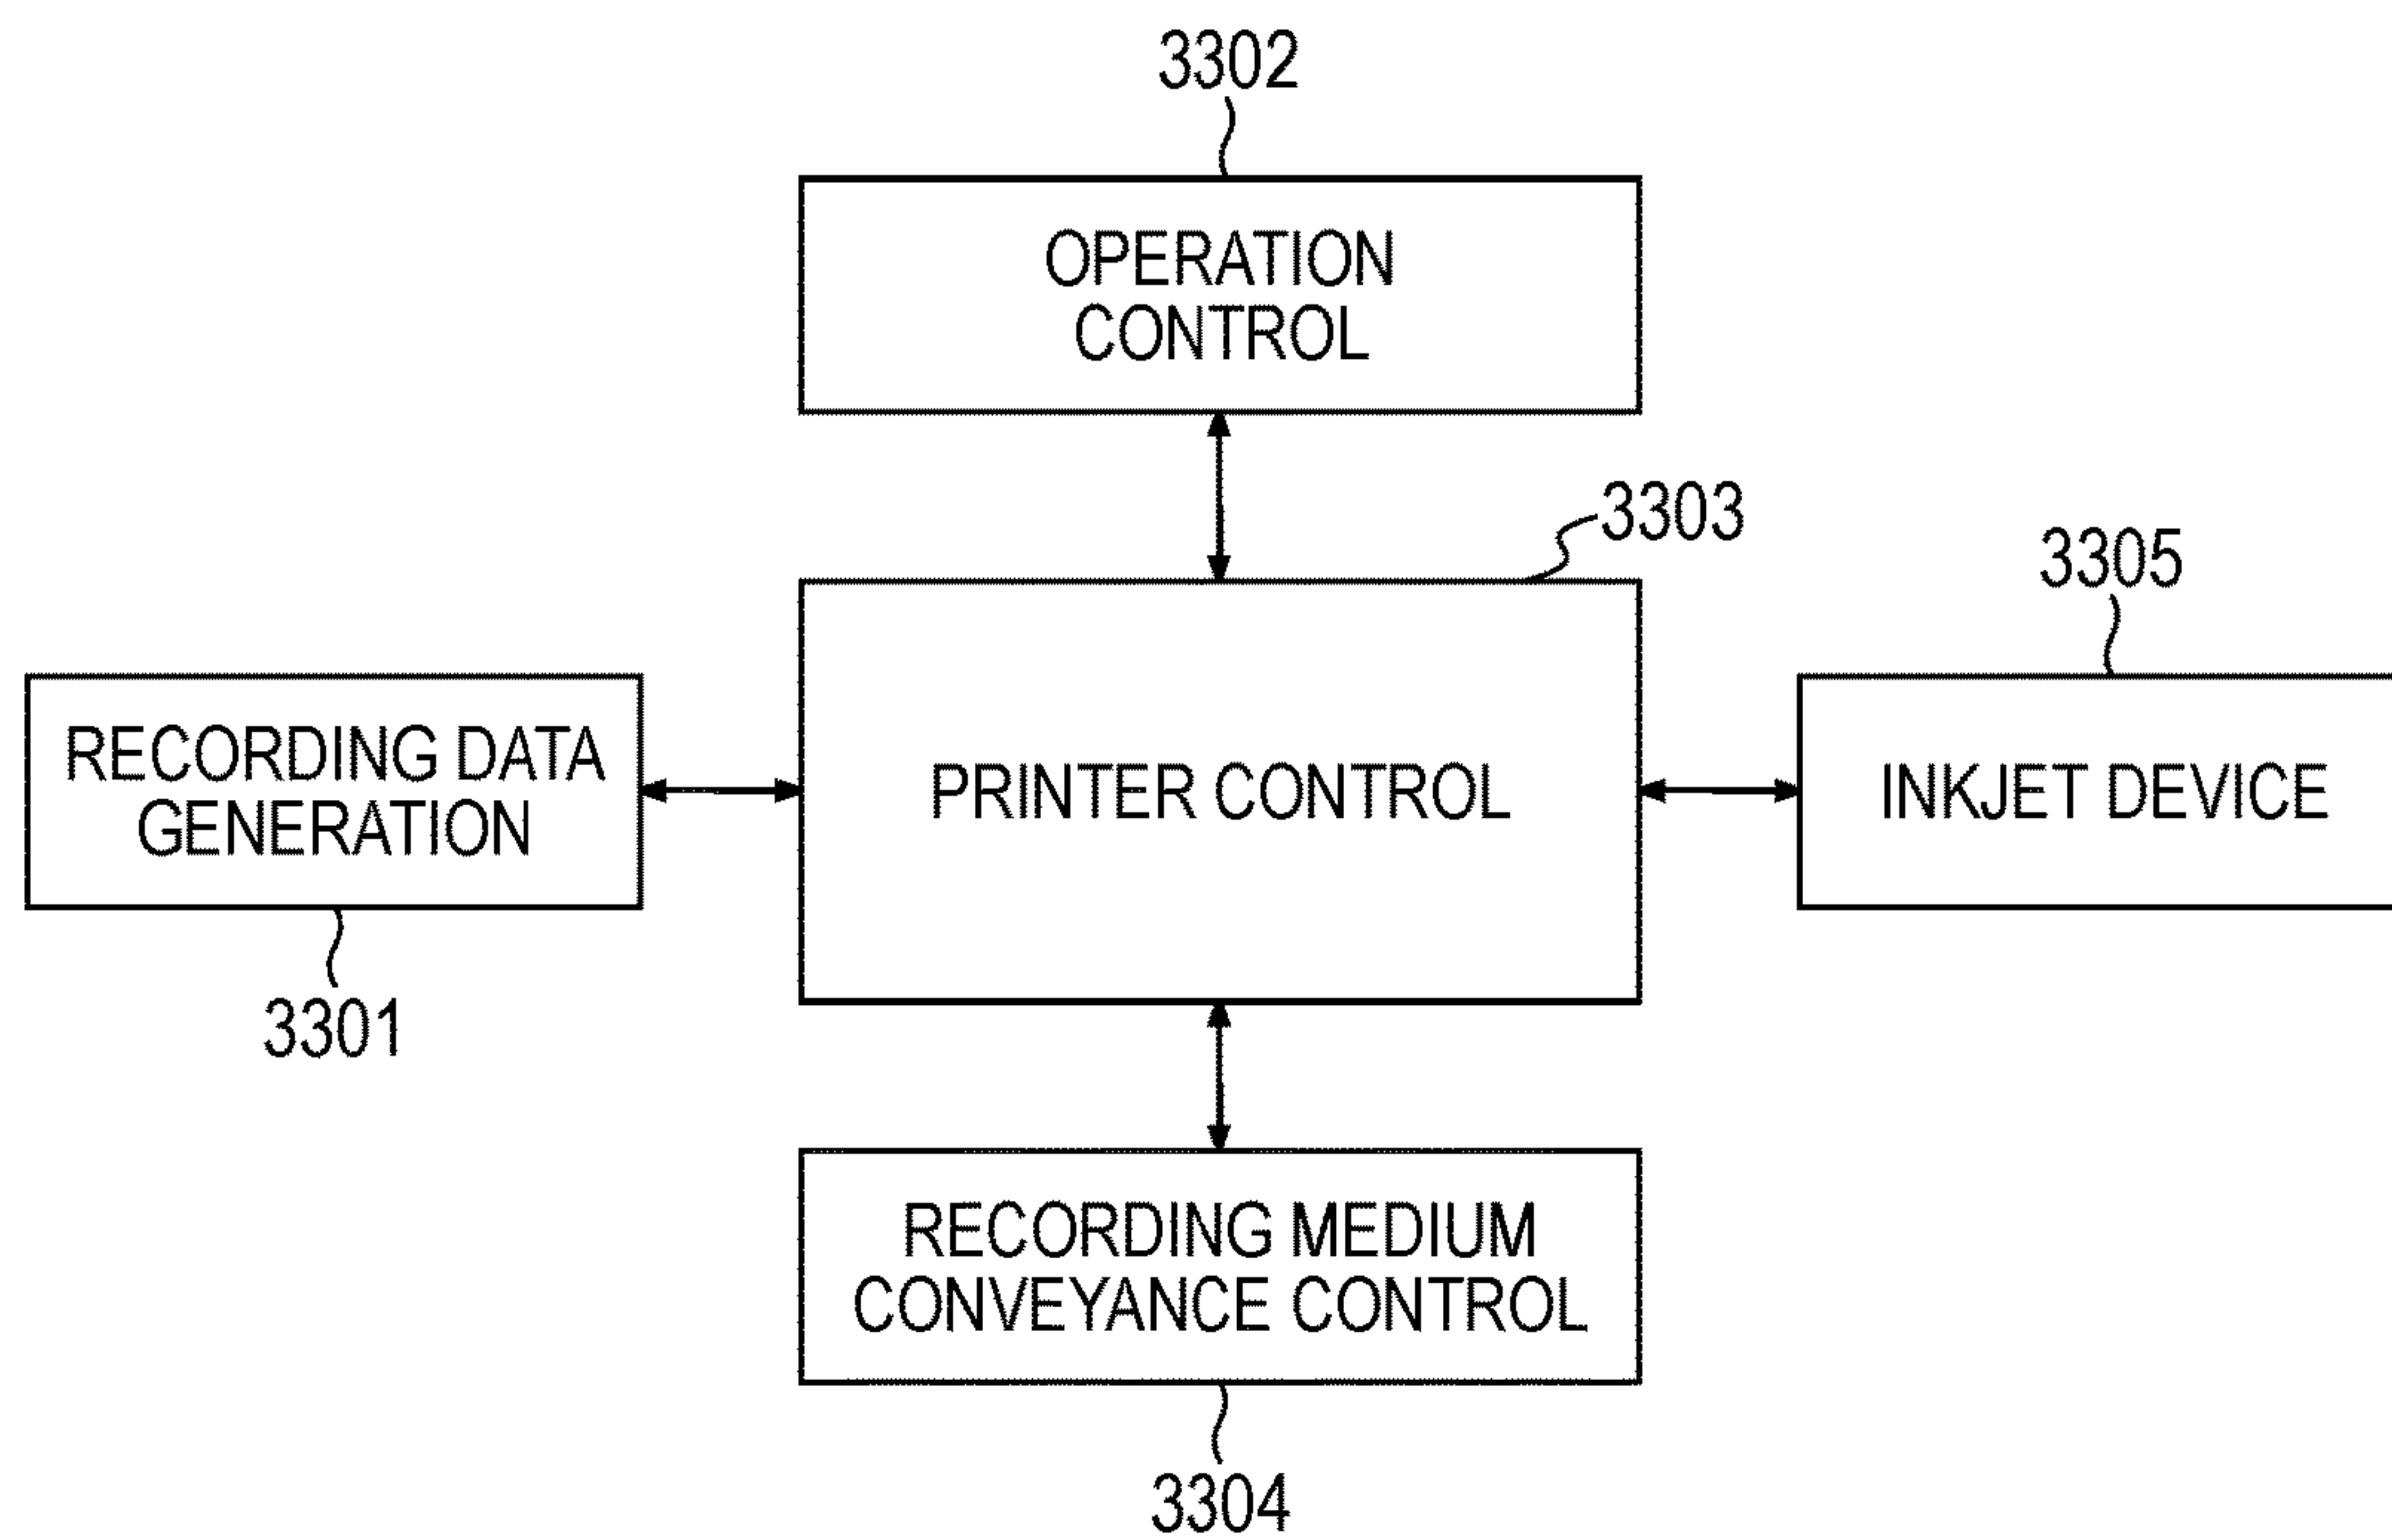 3302
OPERATION
CONTROL
3303
3305
RECORDING DATA
GENERATION
PRINTER CONTROL
INKJET DEVICE
3301
RECORDING MEDIUM
CONVEYANCE CONTROL
3304